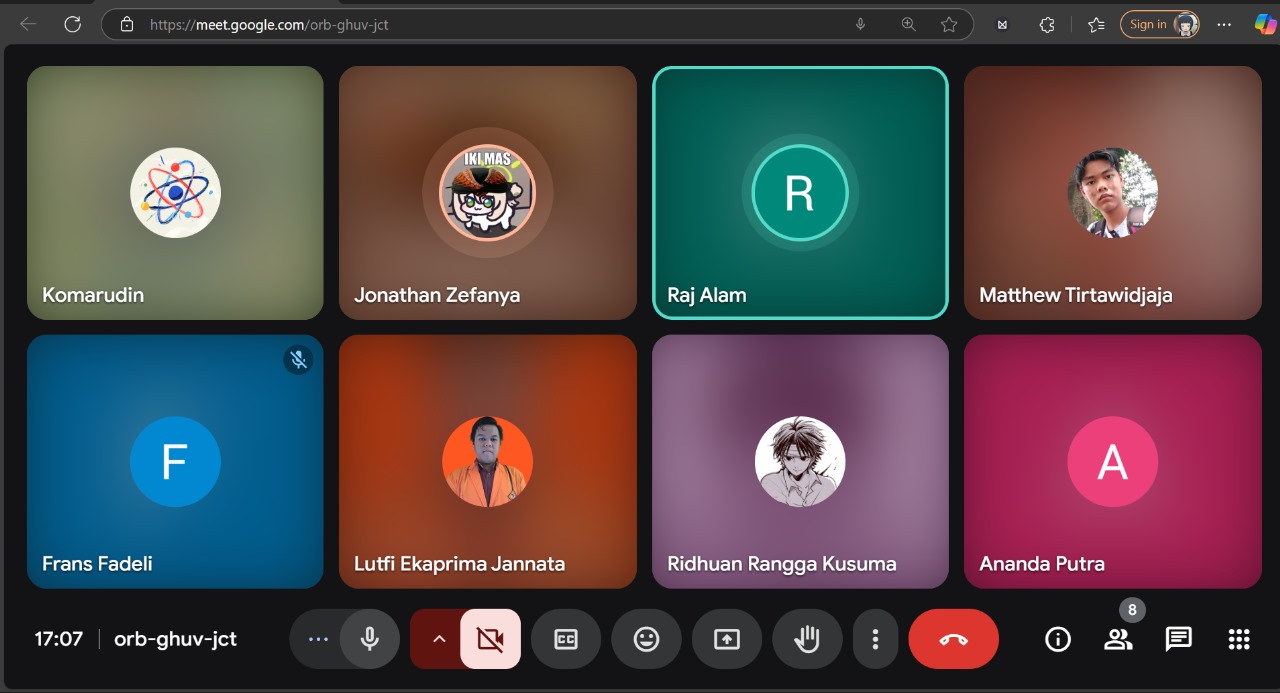 https://meet.google.com/orb-ghuv-jct
Sign in
IKI MAS
R
Komarudin
Jonathan Zefanya
Raj Alam
Matthew Tirtawidjaja
F
A
Frans Fadeli
Lutfi Ekaprima Jannata
Ridhuan Rangga Kusuma
Ananda Putra
17:07 | orb-ghuv-jct
CC
8